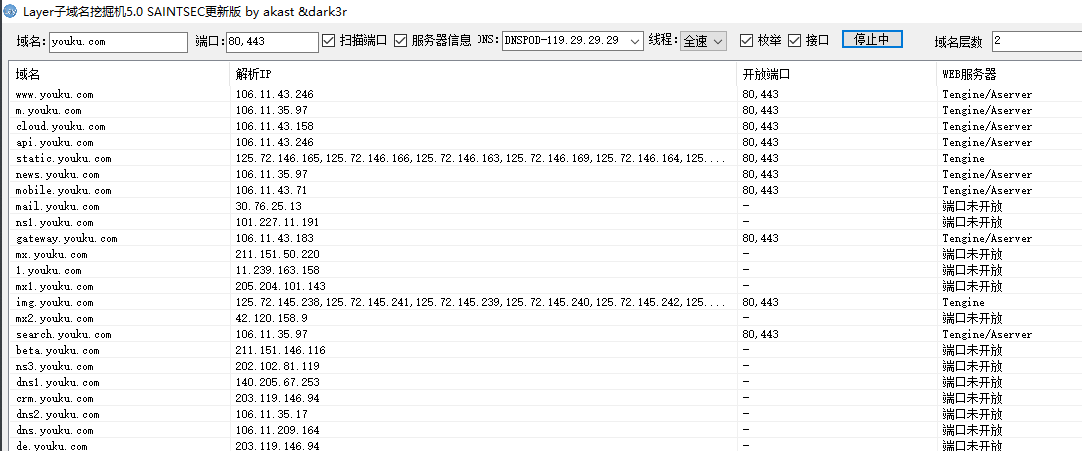 Layer子域名挖掘机5.0 SAINTSEC更新版 by akast &dark3r
域名: youku.com 端口: 80,443 扫描端口 服务器信息 DNS: DNSPOD-119.29.29.29 线程: 全速 枚举 接口 停止中 域名层数 2
域名 解析IP 开放端口 WEB服务器
www.youku.com 106.11.43.246 80,443 Tengine/Aserver
m.youku.com 106.11.35.97 80,443 Tengine/Aserver
cloud.youku.com 106.11.43.158 80,443 Tengine/Aserver
api.youku.com 106.11.43.246 80,443 Tengine/Aserver
static.youku.com 125.72.146.165,125.72.146.166,125.72.146.163,125.72.146.169,125.72.146.164,125.... 80,443 Tengine
news.youku.com 106.11.35.97 80,443 Tengine/Aserver
mobile.youku.com 106.11.43.71 80,443 Tengine/Aserver
mail.youku.com 30.76.25.13 - 端口未开放
ns1.youku.com 101.227.11.191 - 端口未开放
gateway.youku.com 106.11.43.183 80,443 Tengine/Aserver
mx.youku.com 211.151.50.220 - 端口未开放
1.youku.com 11.239.163.158 - 端口未开放
mx1.youku.com 205.204.101.143 - 端口未开放
img.youku.com 125.72.145.238,125.72.145.241,125.72.145.239,125.72.145.240,125.72.145.242,125.... 80,443 Tengine
mx2.youku.com 42.120.158.9 - 端口未开放
search.youku.com 106.11.35.97 80,443 Tengine/Aserver
beta.youku.com 211.151.146.116 - 端口未开放
ns3.youku.com 202.102.81.119 - 端口未开放
dns1.youku.com 140.205.67.253 - 端口未开放
crm.youku.com 203.119.146.94 - 端口未开放
dns2.youku.com 106.11.35.17 - 端口未开放
dns.youku.com 106.11.209.164 - 端口未开放
de.youku.com 203.119.146.94 - 端口未开放